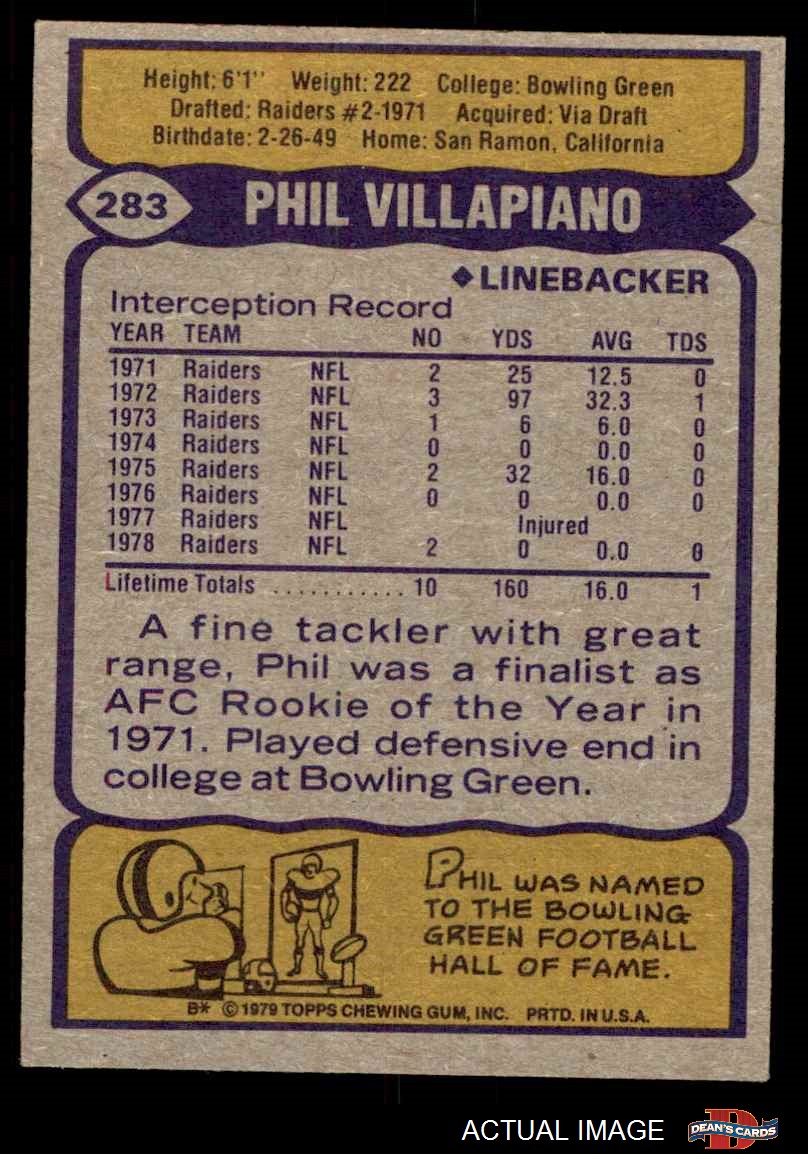 Height: 6'1" Weight: 222 College: Bowling Green
Drafted: Raiders #2-1971 Acquired: Via Draft
Birthdate: 2-26-49 Home: San Ramon, California
283 PHIL VILLAPIANO
◆LINEBACKER
Interception Record
YEAR TEAM NO YDS AVG TDS
1971 Raiders NFL 2 25 12.5 0
1972 Raiders NFL 3 97 32.3 1
1973 Raiders NFL 1 6 6.0 0
1974 Raiders NFL 0 0 0.0 0
1975 Raiders NFL 2 32 16.0 0
1976 Raiders NFL 0 0 0.0 0
1977 Raiders NFL Injured
1978 Raiders NFL 2 0 0.0 0
Lifetime Totals ........... 10 160 16.0 1
A fine tackler with great
range, Phil was a finalist as
AFC Rookie of the Year in
1971. Played defensive end in
college at Bowling Green.
PHIL WAS NAMED
TO THE BOWLING
GREEN FOOTBALL
HALL OF FAME.
B* ©1979 TOPPS CHEWING GUM, INC. PRTD. IN U.S.A.
ACTUAL IMAGE DEAN'S CARDS